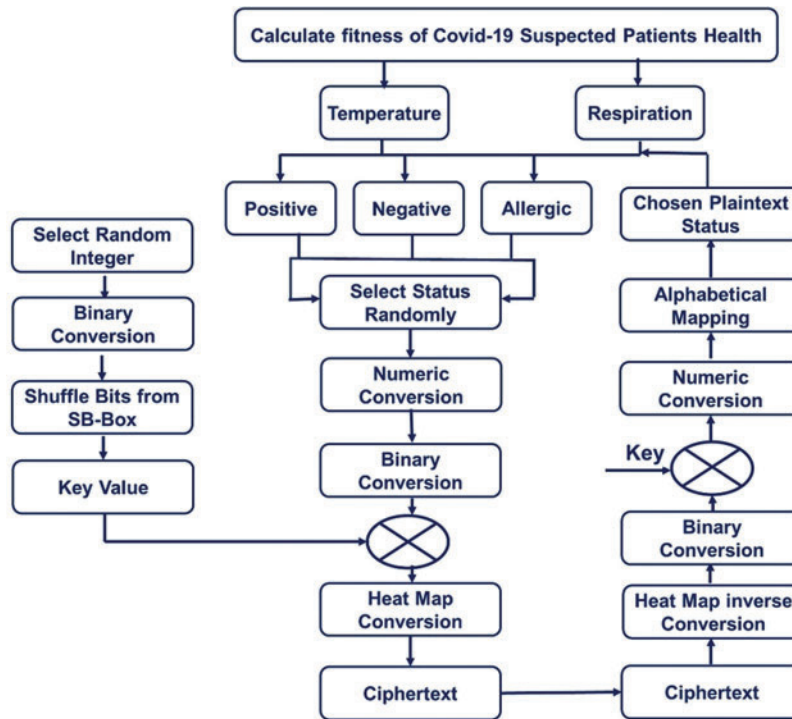 Calculate fitness of Covid-19 Suspected Patients Health
Temperature
Respiration
Positive
Negative
Allergic
Chosen Plaintext
Status
Select Random
Integer
Select Status
Randomly
Alphabetical
Mapping
Binary
Conversion
Numeric
Conversion
Numeric
Conversion
Shuffle Bits from
SB-Box
Binary
Conversion
Key
Key Value
Binary
Conversion
Heat Map
Conversion
Heat Map inverse
Conversion
Ciphertext
Ciphertext